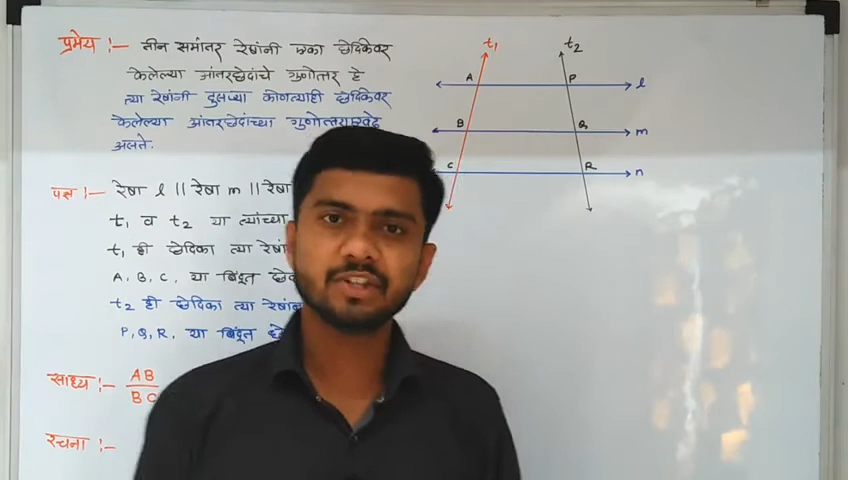 प्रमेय :- तीन समांतर रेषांनी एका छेदिकेवर
केलेल्या आंतरछेदांचे गुणोत्तर हे
त्या रेषांनी दुसऱ्या कोणत्याही छेदिकेवर
केलेल्या आंतरछेदांच्या गुणोत्तराएवढे
असते.
पक्ष :- रेषा l || रेषा m || रेषा
t₁ व t₂ या त्यांच्या
t₁ ही छेदिका त्या
A, B, C, या बिंदूत
t₂ ही छेदिका त्या
P, Q, R, या बिंदूत
साध्य :- AB
BC
रचना :-
t₁ t₂
A P l
B Q m
C R n